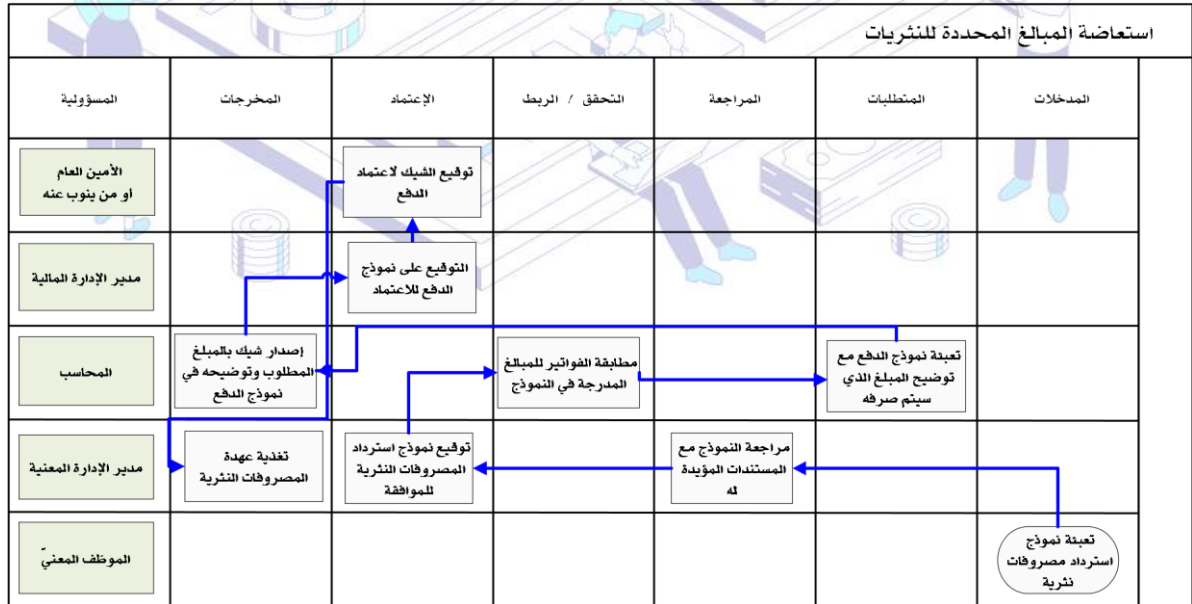 استعاضة المبالغ المحددة للنثريات
المدخلات
المتطلبات
المراجعة
التحقق / الربط
الإعتماد
المخرجات
المسؤولية
توقيع الشيك لاعتماد
الدفع
الأمين العام
او من ينوب عنه
التوقيع على نموذج
الدفع للاعتماد
مدير الإدارة المالية
تعبئة نموذج الدفع مع
توضيح المبلغ الذي
سيتم صرفه
مطابقة الفواتير للمبالغ
المدرجة في النموذج
إصدار شيك بالمبلغ
المطلوب وتوضيحه في
نموذج الدفع
المحاسب
مراجعة النموذج مع
المستندات المؤيدة
له
توقيع نموذج استرداد
المصروفات النثرية
للموافقة
تغذية عهدة
المصروفات النثرية
مدير الإدارة المعنية
تعبئة نموذج
استرداد مصروفات
نثرية
الموظف المعنيّ